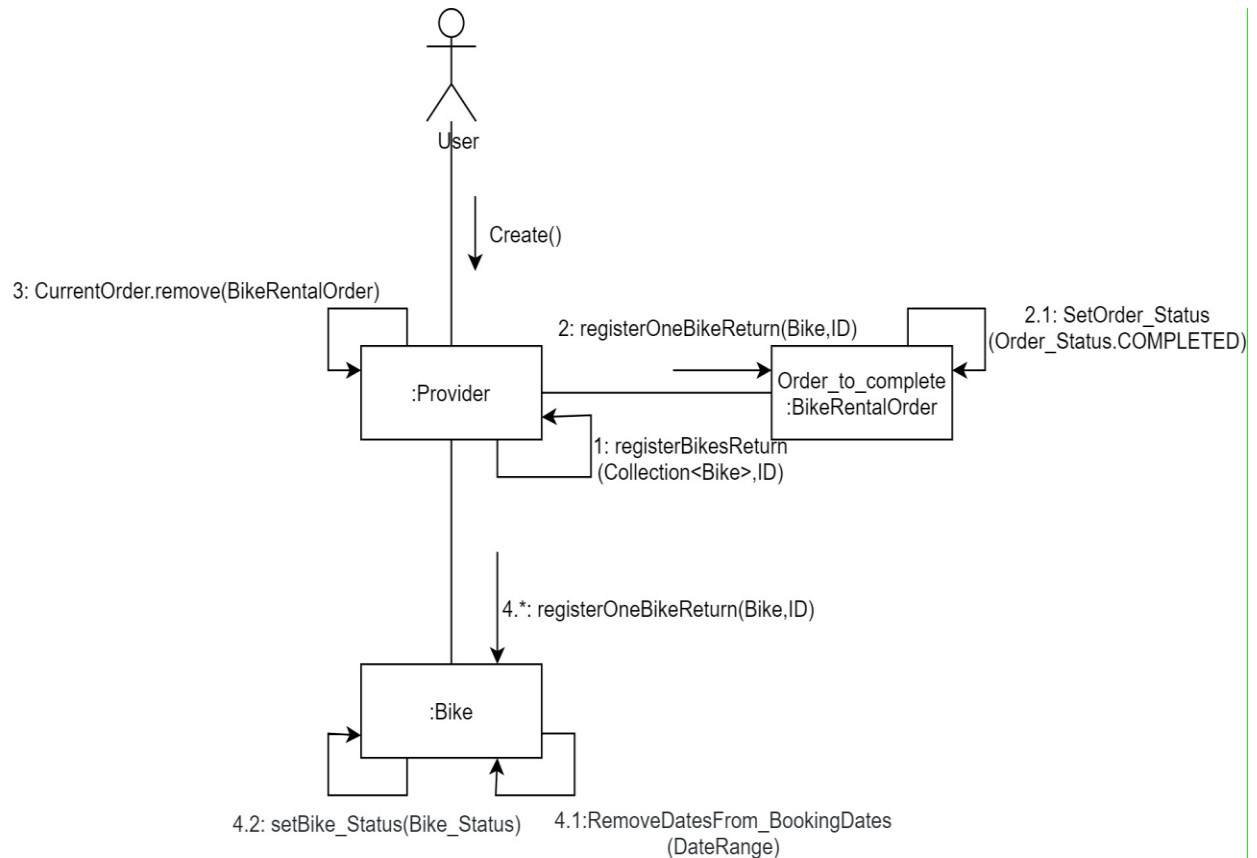 User
Create()
3: CurrentOrder.remove(BikeRentalOrder)
2: registerOneBikeReturn(Bike,ID)
2.1: SetOrder_Status
(Order_Status.COMPLETED)
:Provider
Order_to_complete
:BikeRentalOrder
1: registerBikesReturn
(Collection<Bike>,ID)
4.*: registerOneBikeReturn(Bike,ID)
:Bike
4.2: setBike_Status(Bike_Status)
4.1:RemoveDatesFrom_BookingDates
(DateRange)